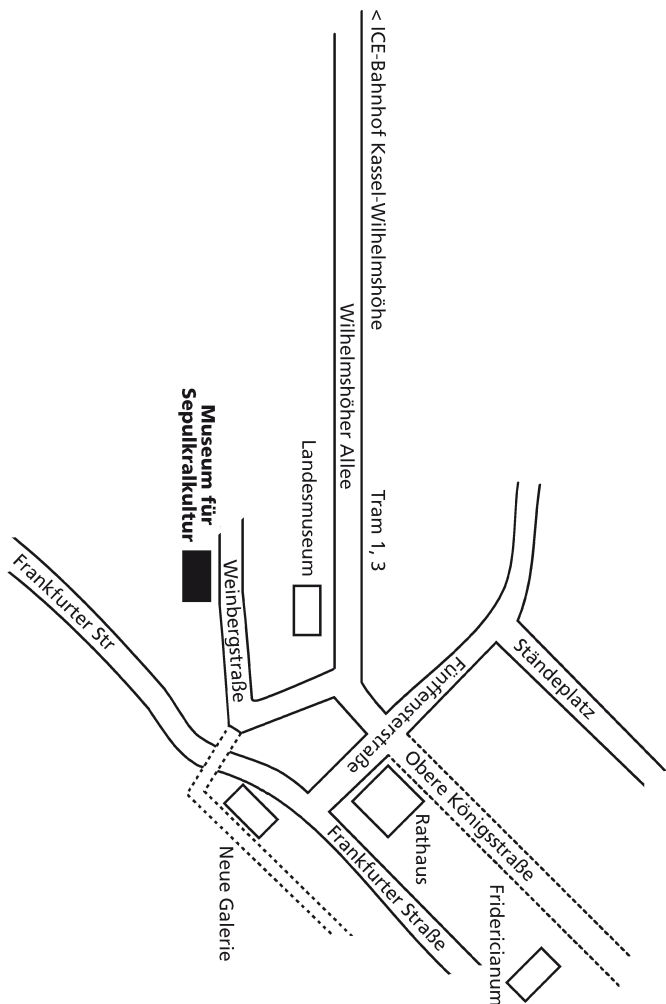 < ICE-Bahnhof Kassel-Wilhelmshöhe
Tram 1, 3
Wilhelmshöher Allee
Landesmuseum
Museum für
Sepulkralkultur
Weinbergstraße
Frankfurter Str
Ständeplatz
Fünffensterstraße
Obere Königsstraße
Rathaus
Fridericianum
Frankfurter Straße
Neue Galerie